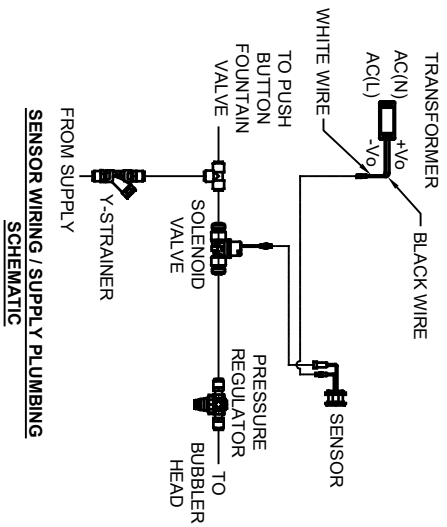 TRANSFORMER
AC(N)
AC(L)
+Vo
-Vo
BLACK WIRE
WHITE WIRE
SENSOR
TO PUSH
BUTTON
FOUNTAIN
VALVE
SOLENOID
VALVE
PRESSURE
REGULATOR
TO
BUBBLER
HEAD
Y-STRAINER
FROM SUPPLY
SENSOR WIRING / SUPPLY PLUMBING
SCHEMATIC